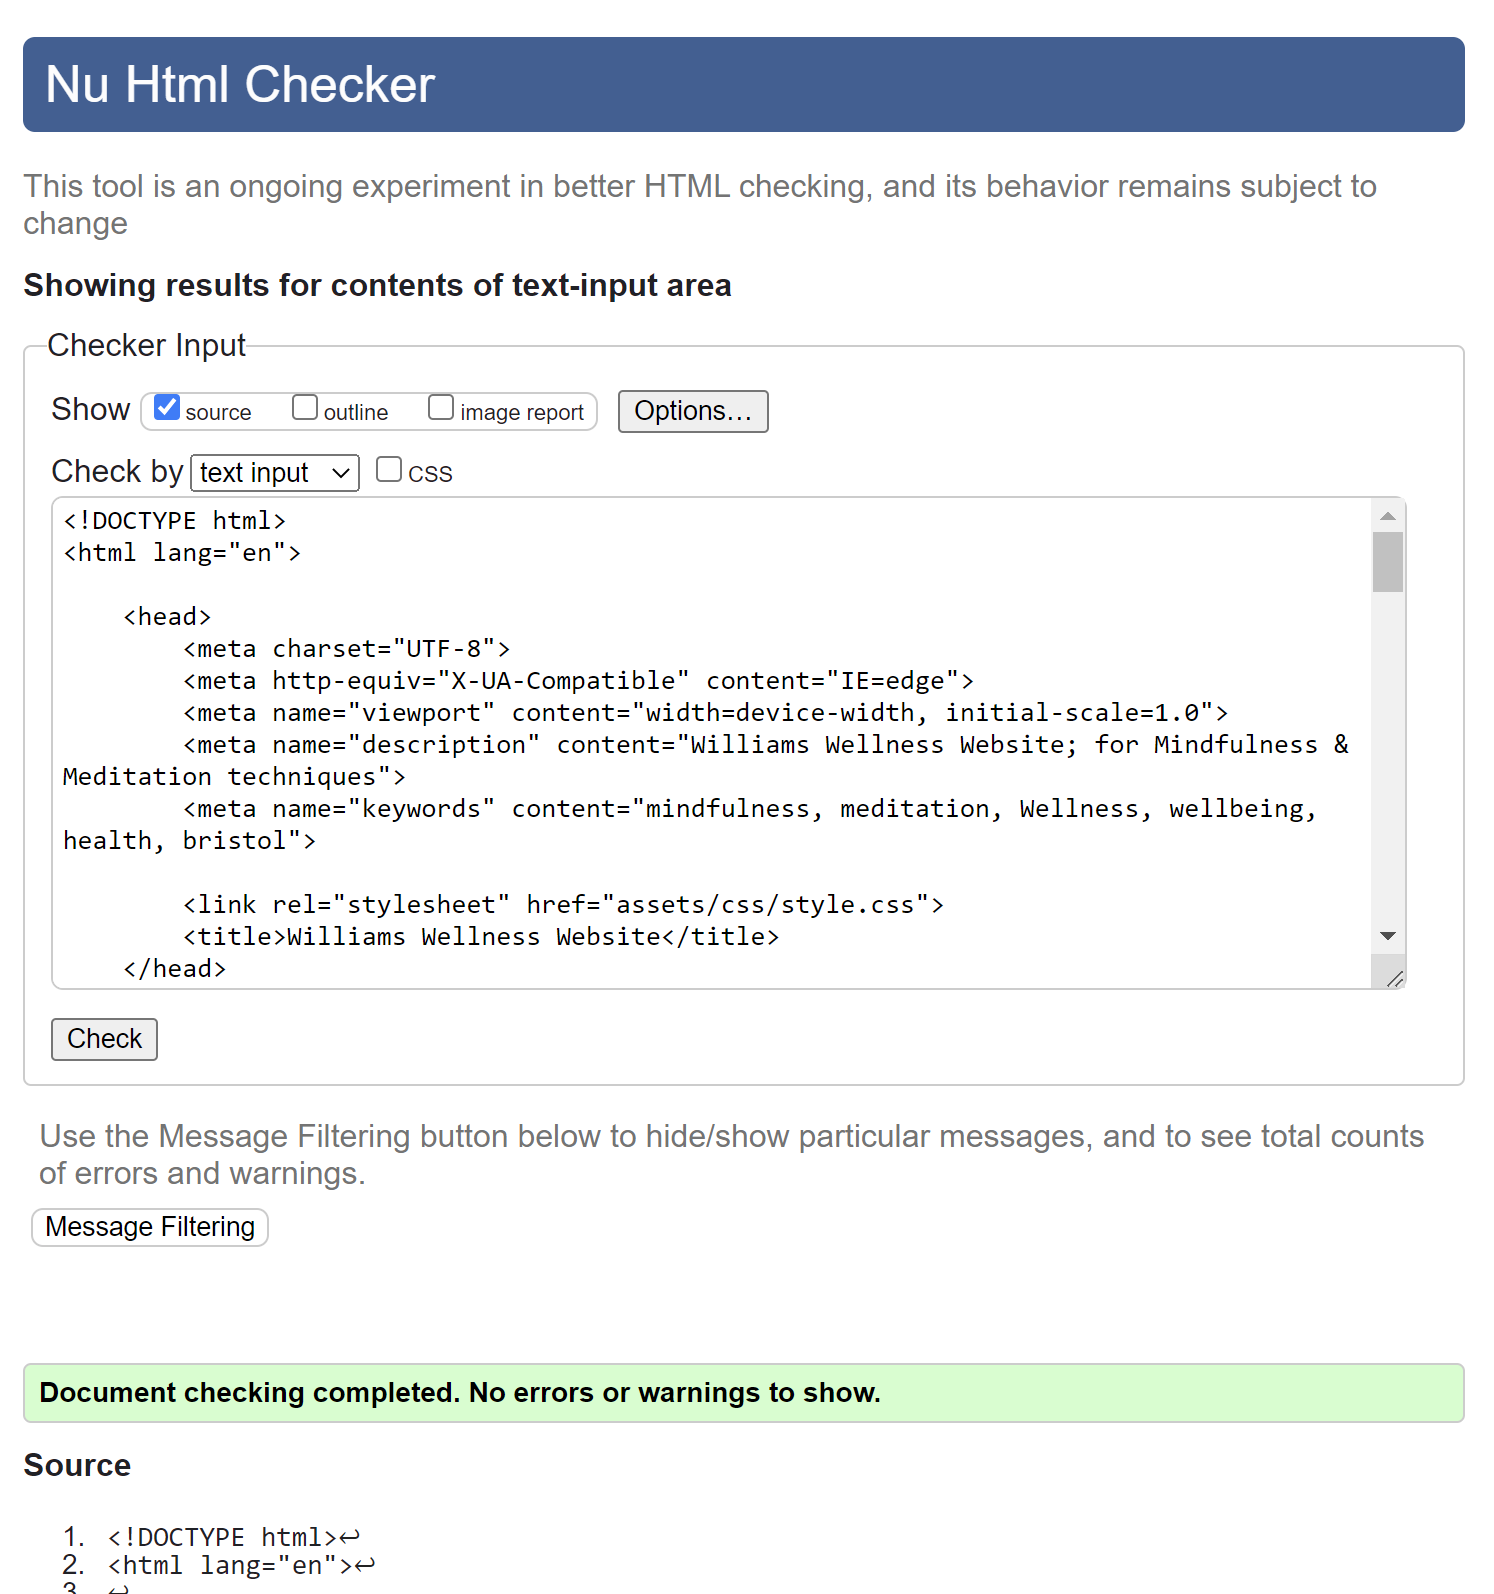 Nu Html Checker
This tool is an ongoing experiment in better HTML checking, and its behavior remains subject to
change
Showing results for contents of text-input area
Checker Input
Show source outline image report Options...
Check by text input CSS
<!DOCTYPE html>
<html lang="en">
<head>
<meta charset="UTF-8">
<meta http-equiv="X-UA-Compatible" content="IE=edge">
<meta name="viewport" content="width=device-width, initial-scale=1.0">
<meta name="description" content="Williams Wellness Website; for Mindfulness &
Meditation techniques">
<meta name="keywords" content="mindfulness, meditation, Wellness, wellbeing,
health, bristol">
<link rel="stylesheet" href="assets/css/style.css">
<title>Williams Wellness Website</title>
</head>
Check
Use the Message Filtering button below to hide/show particular messages, and to see total counts
of errors and warnings.
Message Filtering
Document checking completed. No errors or warnings to show.
Source
1. <!DOCTYPE html>↩
2. <html lang="en">↩
3. ↩